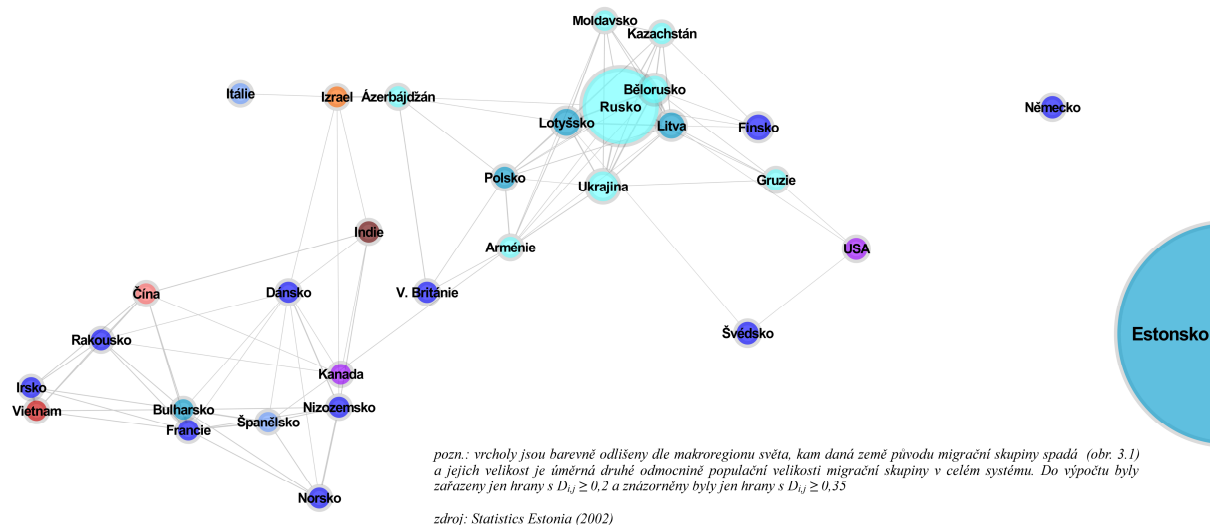 Moldavsko
Kazachstán
Itálie
Izrael
Ázerbájdžán
Bělorusko
Rusko
Německo
Lotyšsko
Litva
Finsko
Polsko
Ukrajina
Gruzie
Indie
Arménie
USA
Čína
Dánsko
V. Británie
Švédsko
Estonsko
Rakousko
Kanada
Irsko
Vietnam
Bulharsko
Nizozemsko
Španělsko
Francie
Norsko
pozn.: vrcholy jsou barevně odlišeny dle makroregionu světa, kam daná země původu migrační skupiny spadá (obr. 3.1)
a jejich velikost je úměrná druhé odmocnině populační velikosti migrační skupiny v celém systému. Do výpočtu byly
zařazeny jen hrany s Di,j ≥ 0,2 a znázorněny byly jen hrany s Di,j ≥ 0,35
zdroj: Statistics Estonia (2002)